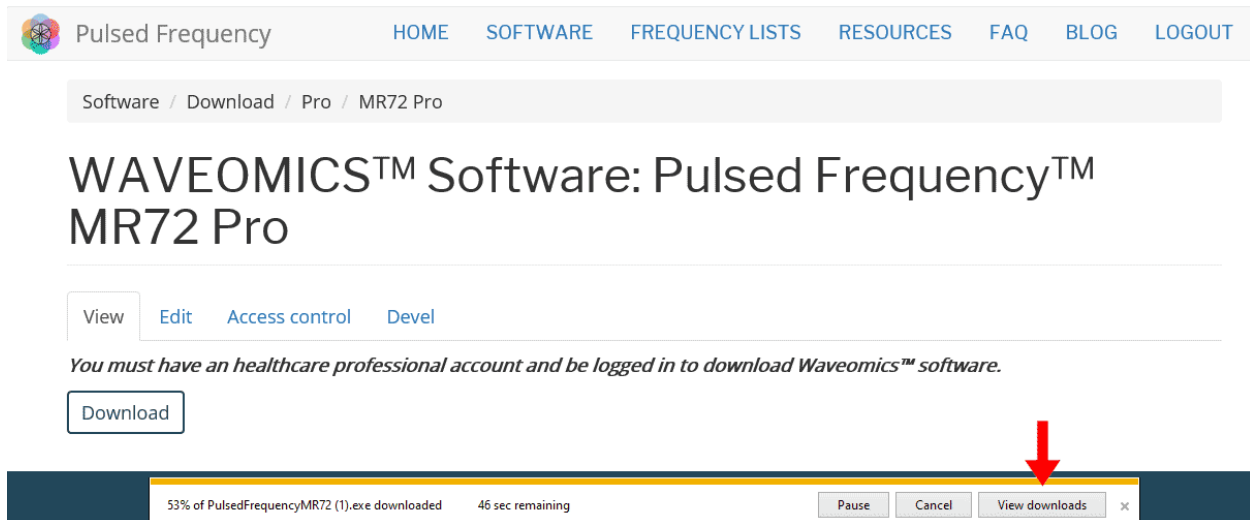 Pulsed Frequency HOME SOFTWARE FREQUENCY LISTS RESOURCES FAQ BLOG LOGOUT
Software / Download / Pro / MR72 Pro
WAVEOMICS™ Software: Pulsed Frequency™
MR72 Pro
View Edit Access control Devel
You must have an healthcare professional account and be logged in to download Waveomics™ software.
Download
53% of PulsedFrequencyMR72 (1).exe downloaded 46 sec remaining Pause Cancel View downloads ×